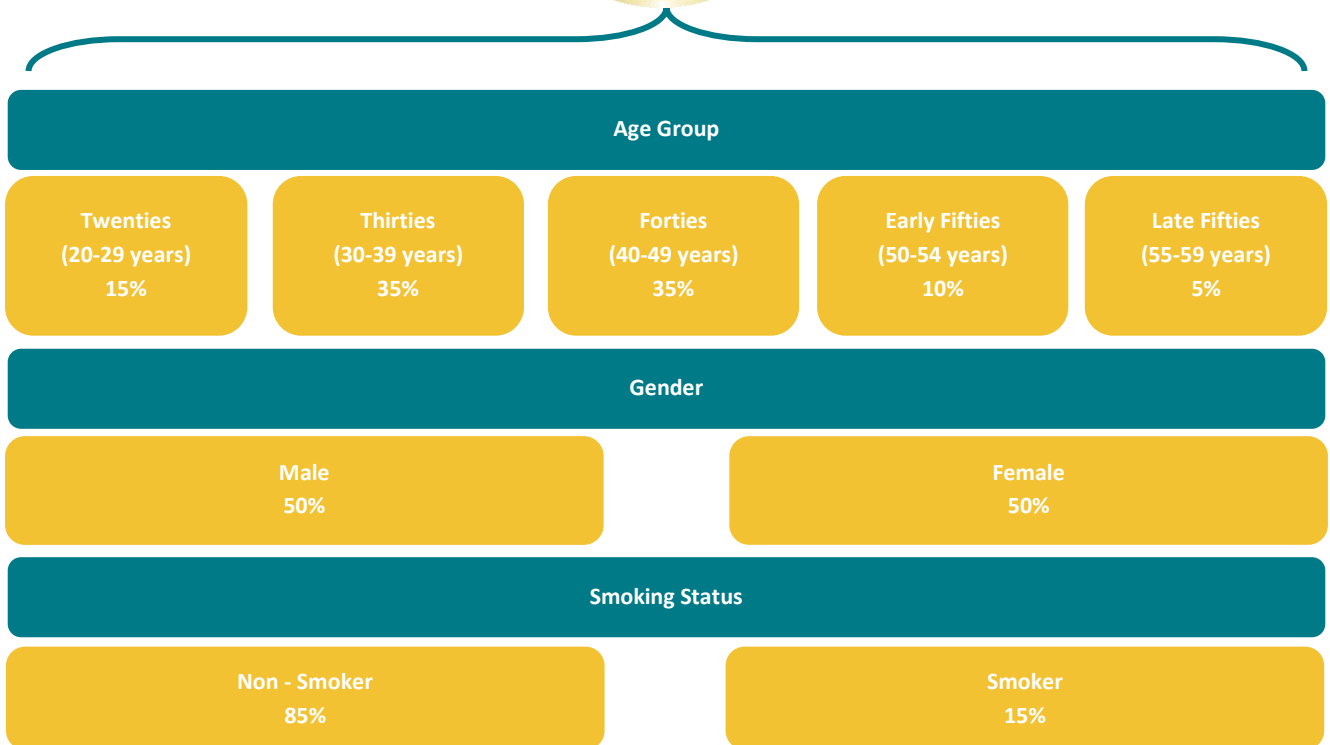 Age Group
Twenties
(20-29 years)
15%
Thirties
(30-39 years)
35%
Forties
(40-49 years)
35%
Early Fifties
(50-54 years)
10%
Late Fifties
(55-59 years)
5%
Gender
Male
50%
Female
50%
Smoking Status
Non - Smoker
85%
Smoker
15%